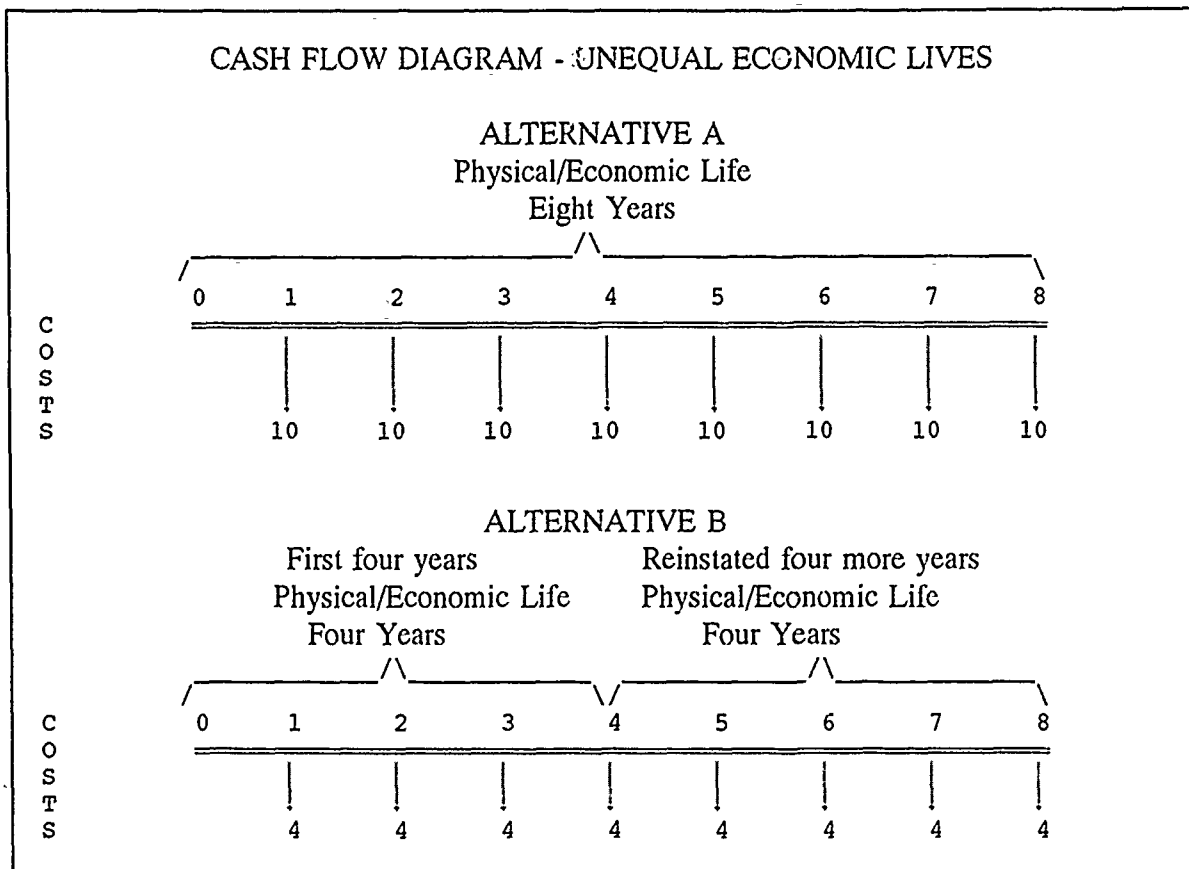 CASH FLOW DIAGRAM - UNEQUAL ECONOMIC LIVES
ALTERNATIVE A
Physical/Economic Life
Eight Years
0 1 2 3 4 5 6 7 8
COSTS
10 10 10 10 10 10 10 10
ALTERNATIVE B
First four years Reinstated four more years
Physical/Economic Life Physical/Economic Life
Four Years Four Years
0 1 2 3 4 5 6 7 8
COSTS
4 4 4 4 4 4 4 4